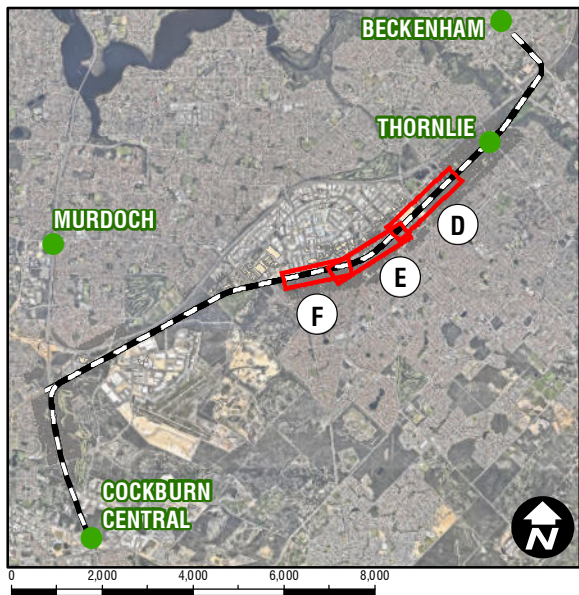 BECKENHAM
THORNLIE
MURDOCH
D
E
F
COCKBURN
CENTRAL
N
0 2,000 4,000 6,000 8,000